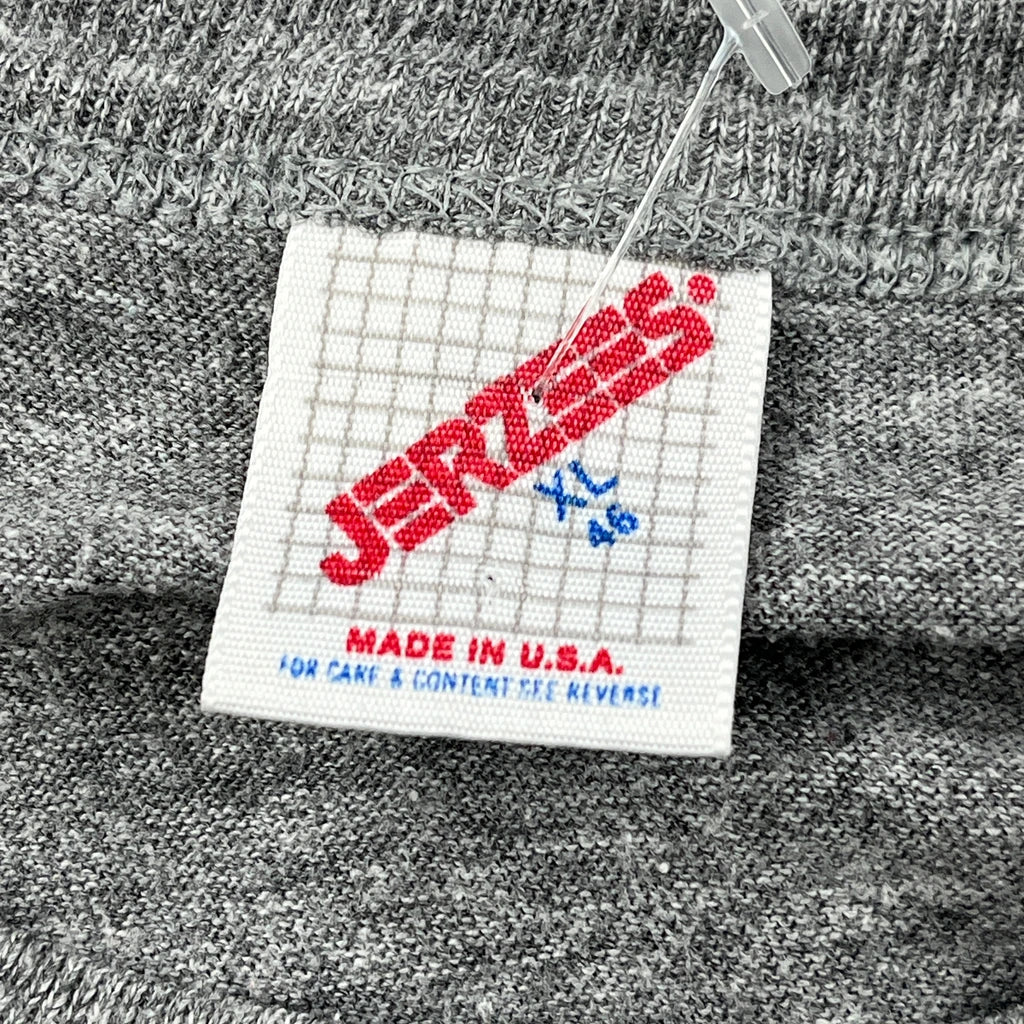 JERZEES
XL
46
MADE IN U.S.A.
FOR CARE & CONTENT SEE REVERSE